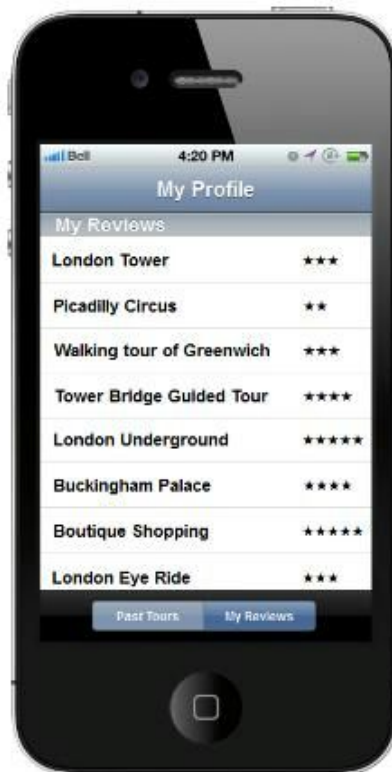 Bell 4:20 PM
My Profile
My Reviews
London Tower ★★★
Picadilly Circus ★★
Walking tour of Greenwich ★★★
Tower Bridge Guided Tour ★★★★
London Underground ★★★★★
Buckingham Palace ★★★★
Boutique Shopping ★★★★★
London Eye Ride ★★★
Past Tours My Reviews